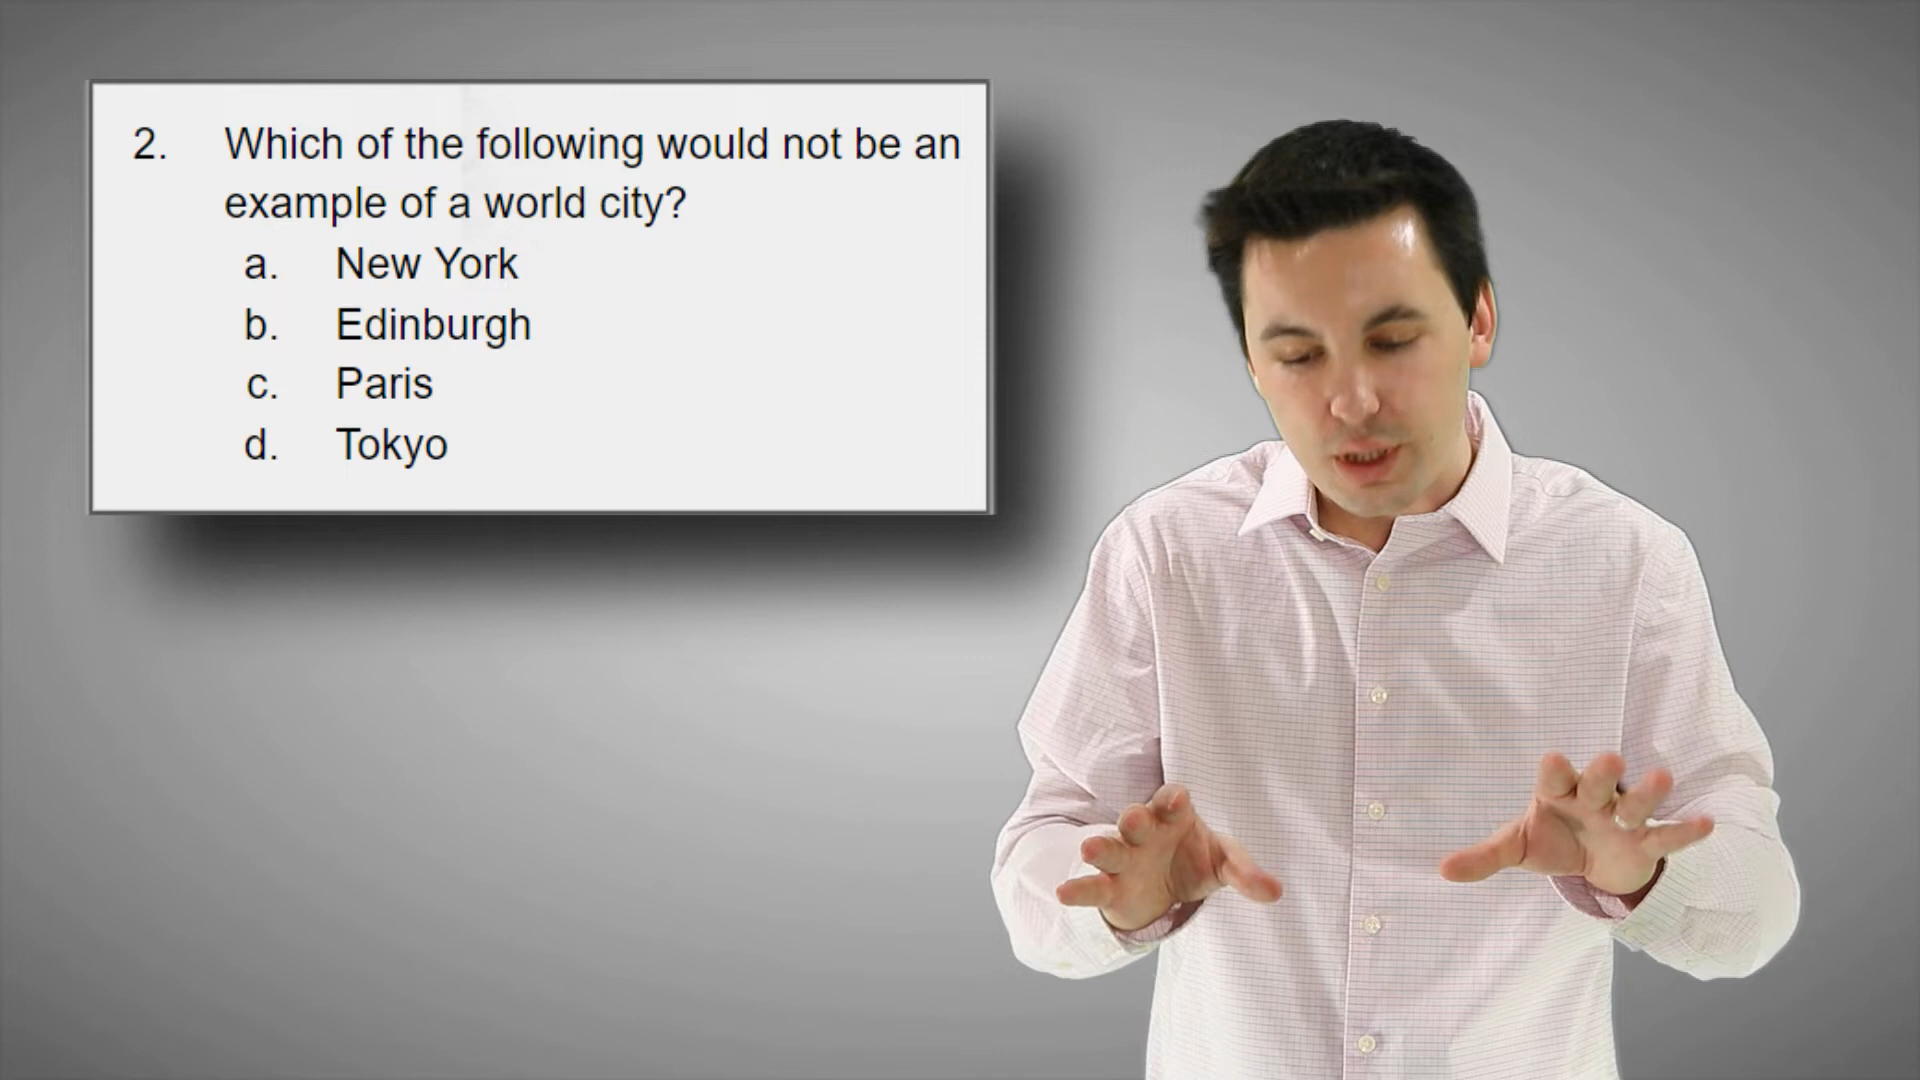 2. Which of the following would not be an
example of a world city?
a. New York
b. Edinburgh
c. Paris
d. Tokyo